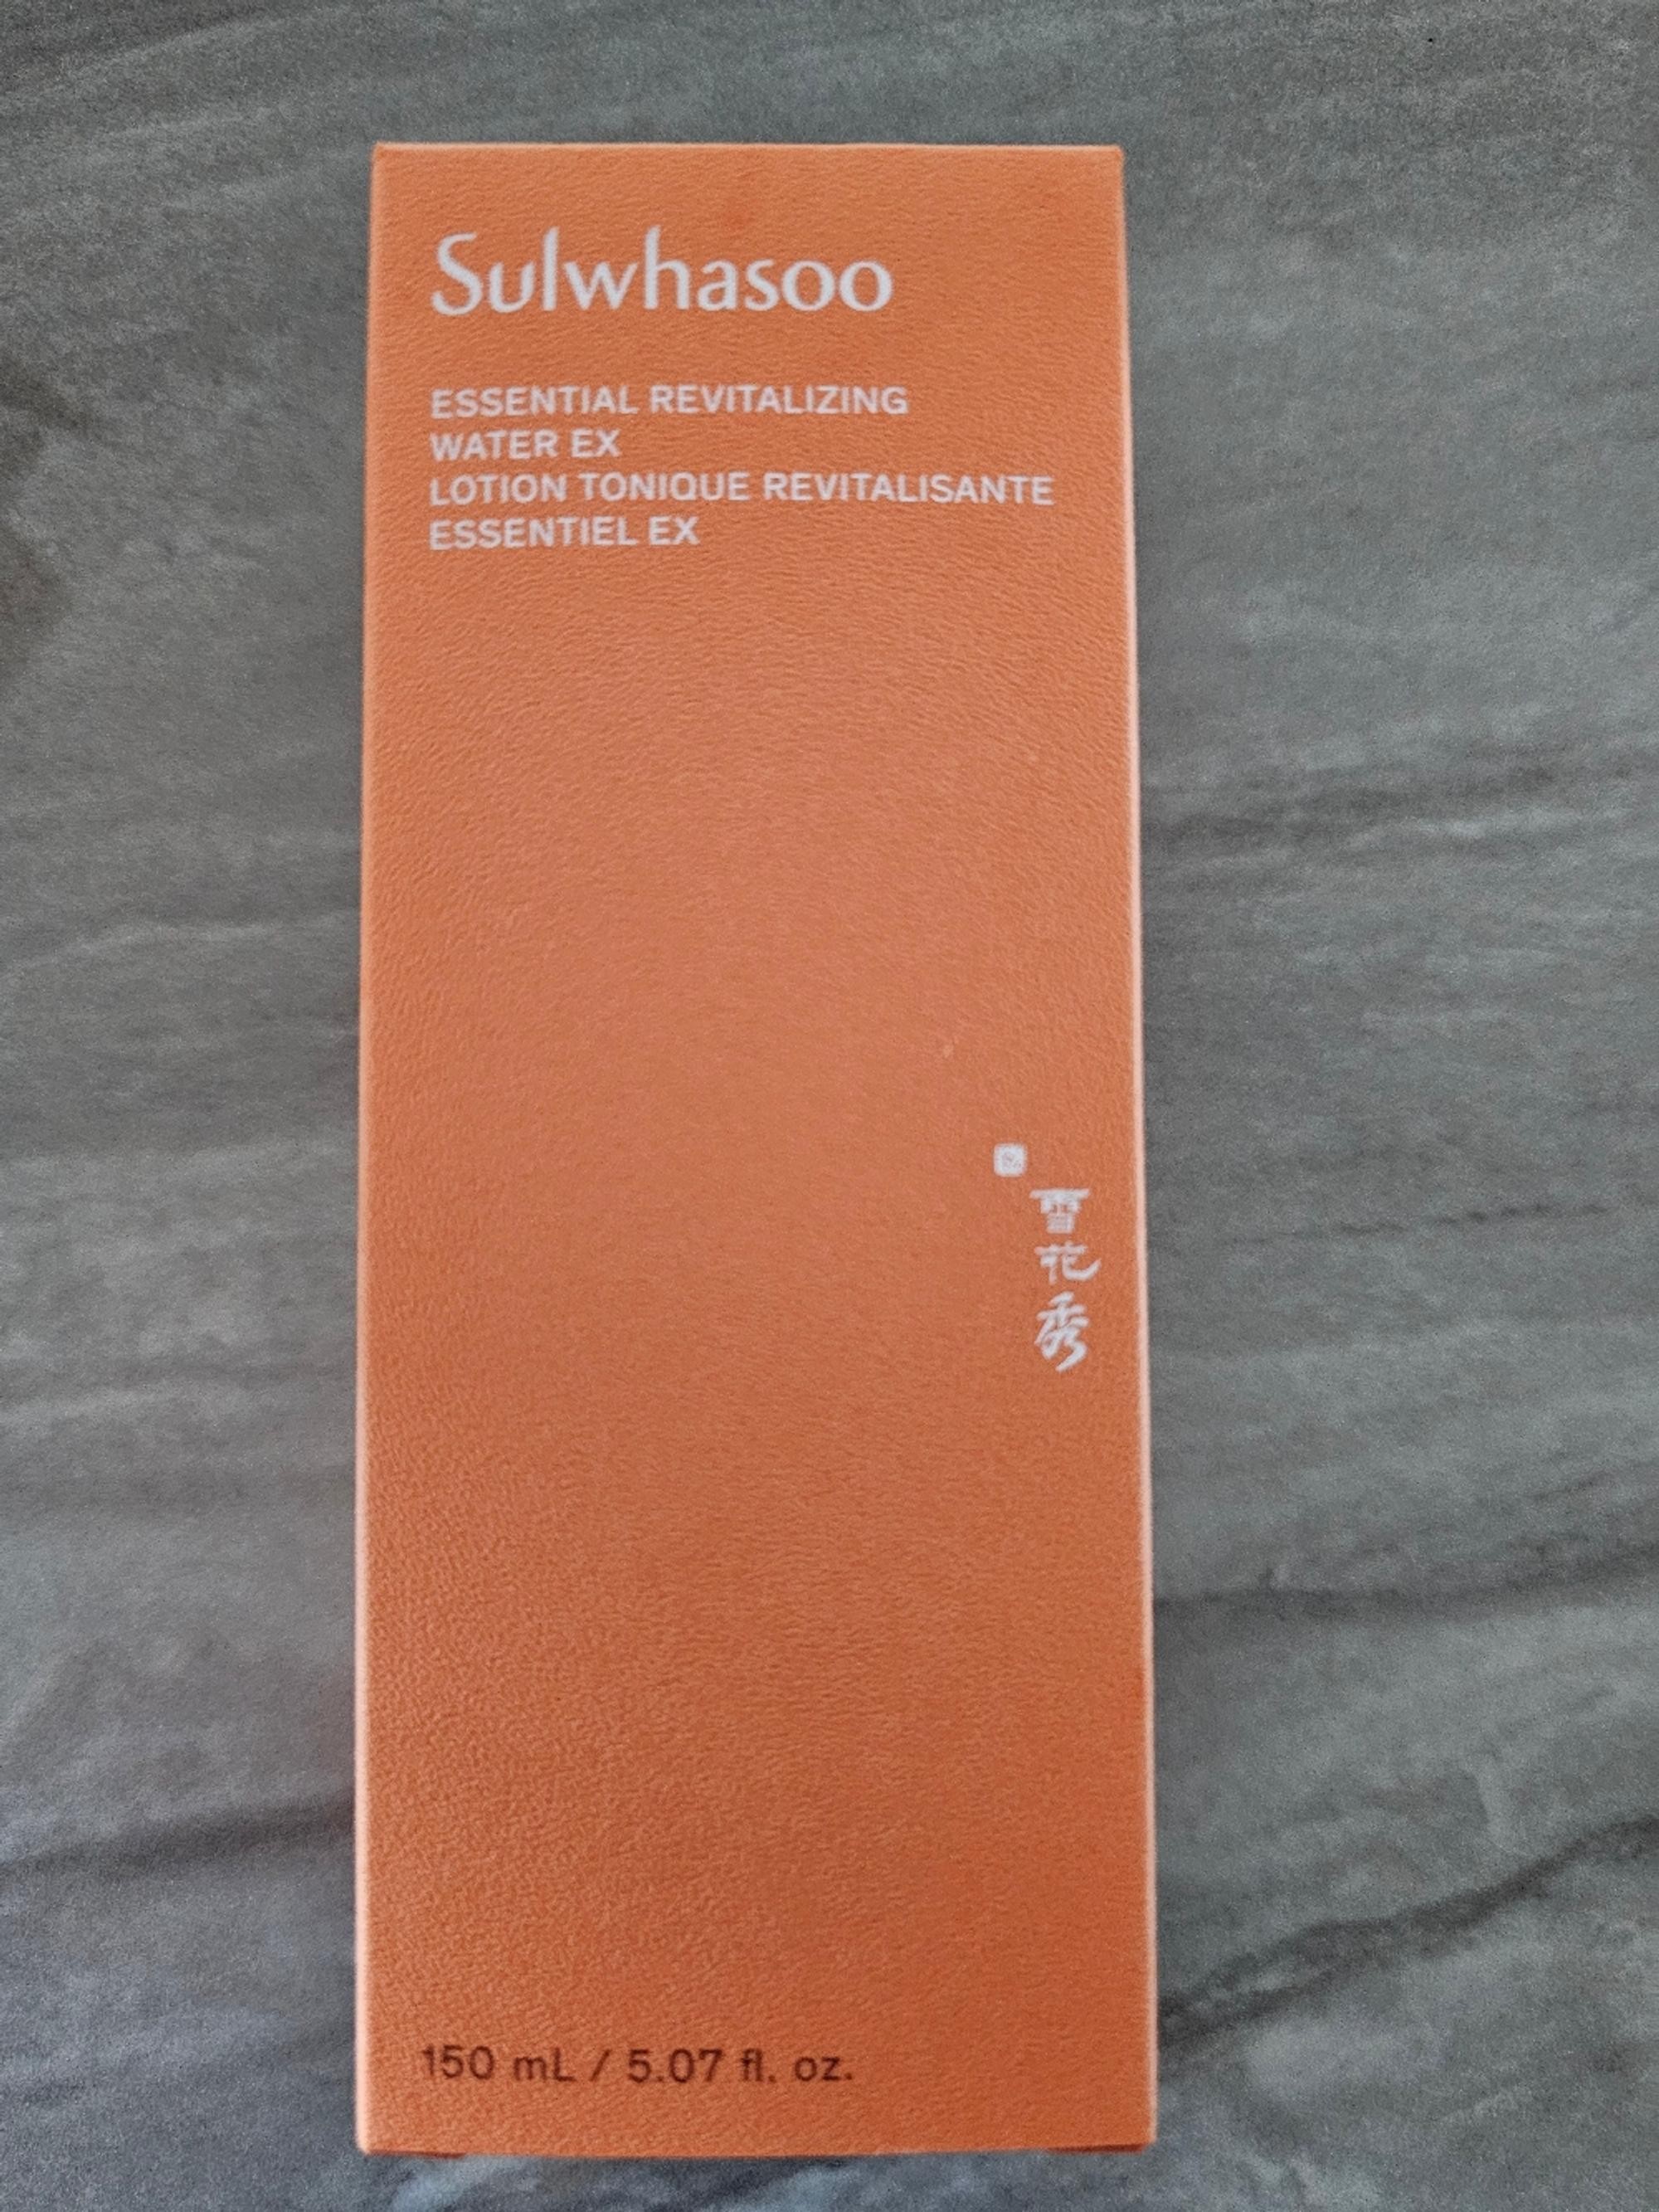 Sulwhasoo
ESSENTIAL REVITALIZING
WATER EX
LOTION TONIQUE REVITALISANTE
ESSENTIEL EX
雪花秀
150 mL / 5.07 fl. oz.